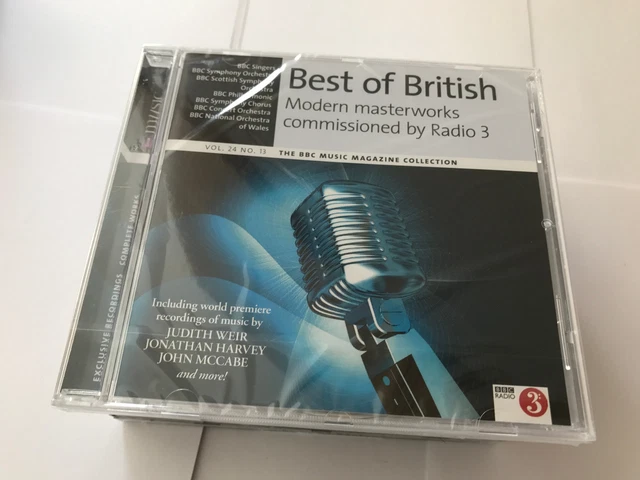 BBC Singers
BBC Symphony Orchestra
BBC Scottish Symphony
Orchestra
BBC Philharmonic
BBC Symphony Chorus
BBC Concert Orchestra
BBC National Orchestra
of Wales
Best of British
Modern masterworks
commissioned by Radio 3
VOL. 24 NO. 13 THE BBC MUSIC MAGAZINE COLLECTION
MUSIC
EXCLUSIVE RECORDINGS COMPLETE WORKS
Including world premiere
recordings of music by
JUDITH WEIR
JONATHAN HARVEY
JOHN MCCABE
and more!
BBC
RADIO
3